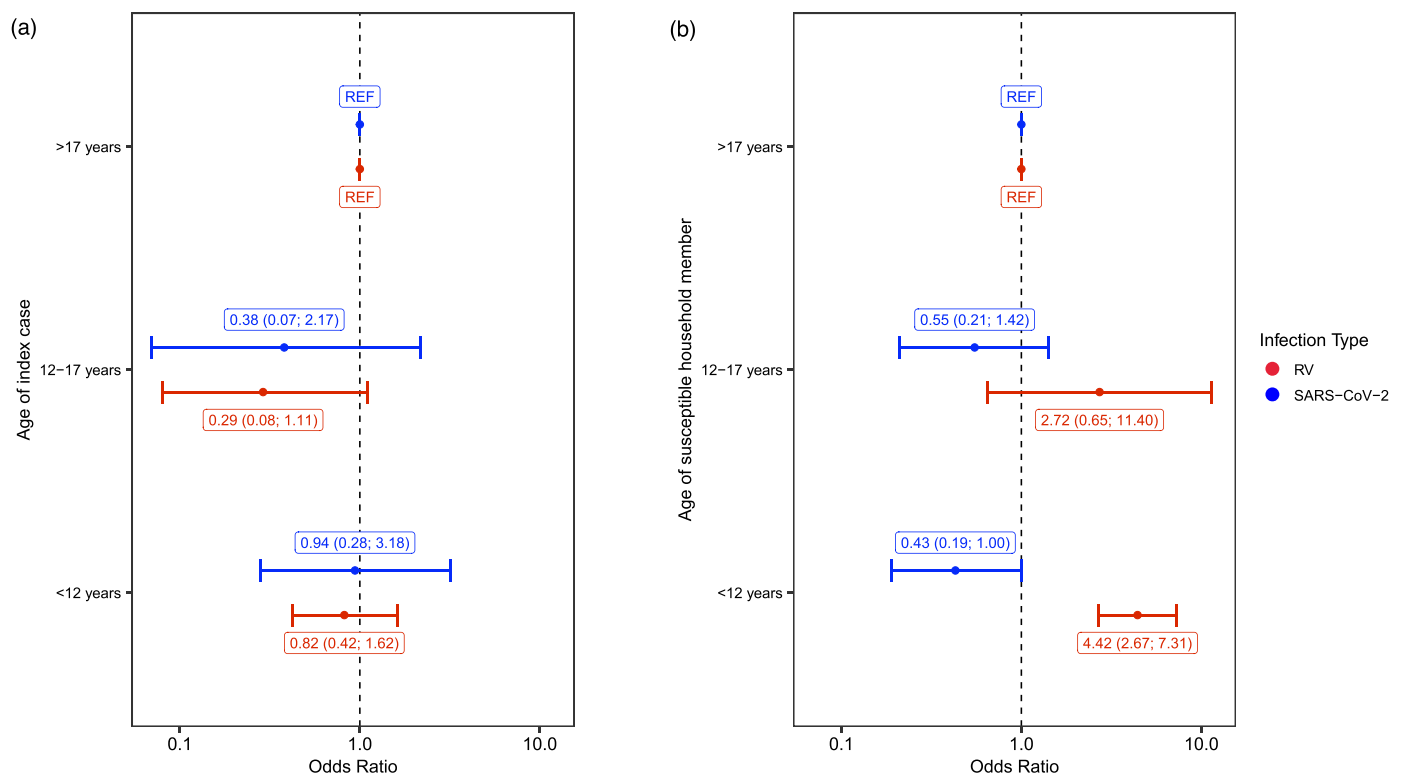 (a)
Age of index case
>17 years
12−17 years
<12 years
REF
REF
0.38 (0.07; 2.17)
0.29 (0.08; 1.11)
0.94 (0.28; 3.18)
0.82 (0.42; 1.62)
0.1
1.0
10.0
Odds Ratio
(b)
Age of susceptible household member
>17 years
12−17 years
<12 years
REF
REF
0.55 (0.21; 1.42)
2.72 (0.65; 11.40)
0.43 (0.19; 1.00)
4.42 (2.67; 7.31)
0.1
1.0
10.0
Odds Ratio
Infection Type
RV
SARS−CoV−2